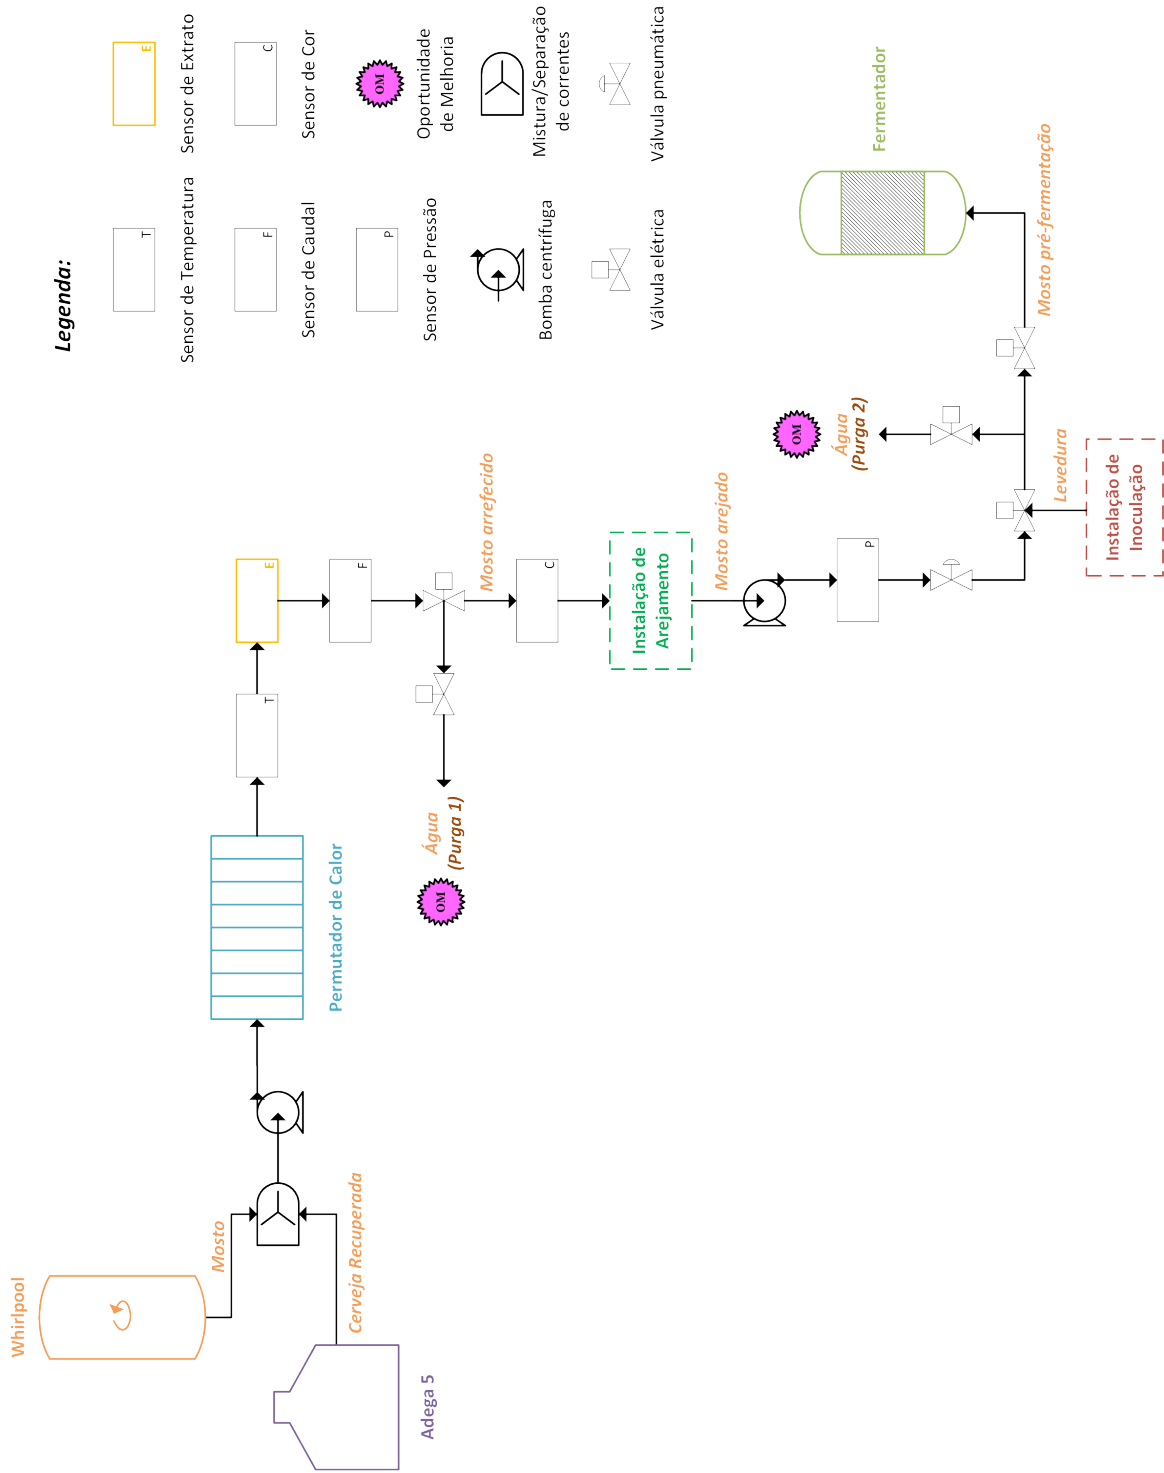 Whirlpool
Mosto
Adega 5
Cerveja Recuperada
Permutador de Calor
T
E
F
Água
(Purga 1)
OM
Mosto arrefecido
C
Instalação de
Arejamento
Mosto arejado
P
Levedura
Instalação de
Inoculação
OM
Água
(Purga 2)
Mosto pré-fermentação
Fermentador
Legenda:
T
Sensor de Temperatura
E
Sensor de Extrato
F
Sensor de Caudal
C
Sensor de Cor
P
Sensor de Pressão
OM
Oportunidade
de Melhoria
Bomba centrífuga
Mistura/Separação
de correntes
Válvula elétrica
Válvula pneumática